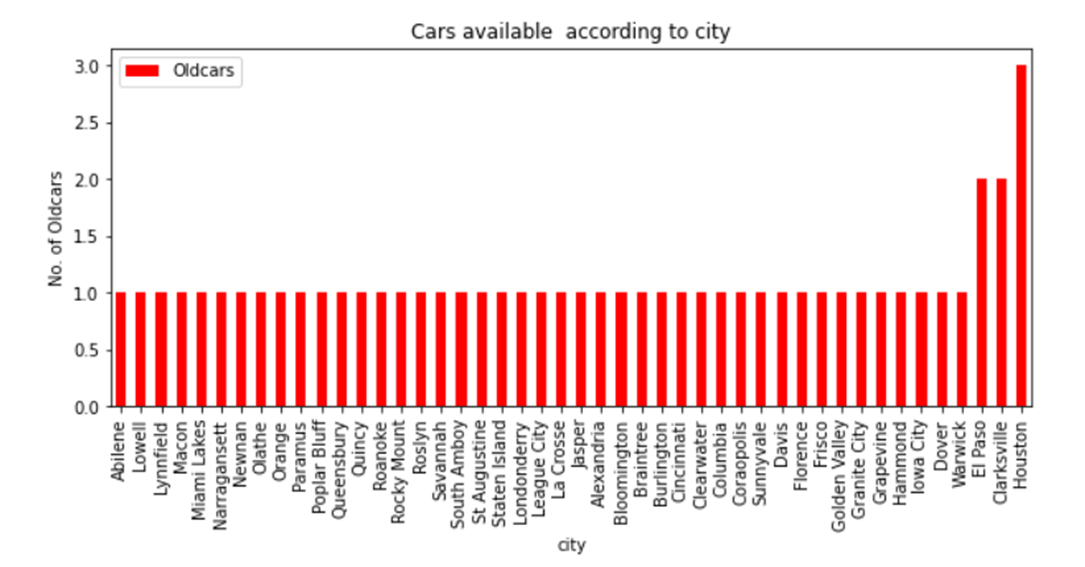 Cars available  according to city
Oldcars
No. of Oldcars
3.0
2.5
2.0
1.5
1.0
0.5
0.0
Abilene
Lowell
Lynnfield
Macon
Miami Lakes
Narragansett
Newnan
Olathe
Orange
Paramus
Poplar Bluff
Queensbury
Quincy
Roanoke
Rocky Mount
Roslyn
Savannah
South Amboy
St Augustine
Staten Island
Londonderry
League City
La Crosse
Jasper
Alexandria
Bloomington
Braintree
Burlington
Cincinnati
Clearwater
Columbia
Coraopolis
Sunnyvale
Davis
Florence
Frisco
Golden Valley
Granite City
Grapevine
Hammond
Iowa City
Dover
Warwick
El Paso
Clarksville
Houston
city